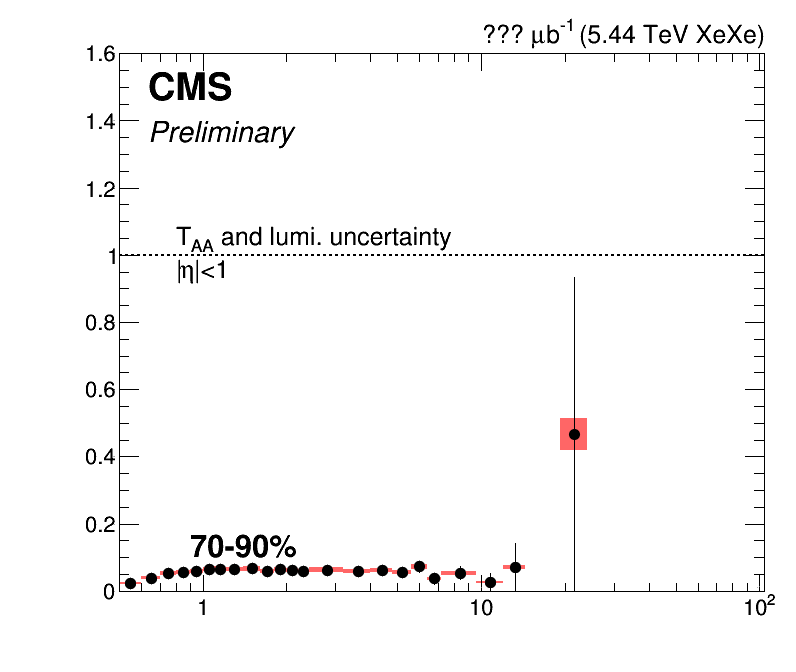 ??? μb⁻¹ (5.44 TeV XeXe)
CMS
Preliminary
T_AA and lumi. uncertainty
|η|<1
70-90%
1.6
1.4
1.2
1
0.8
0.6
0.4
0.2
0
1 10 10²